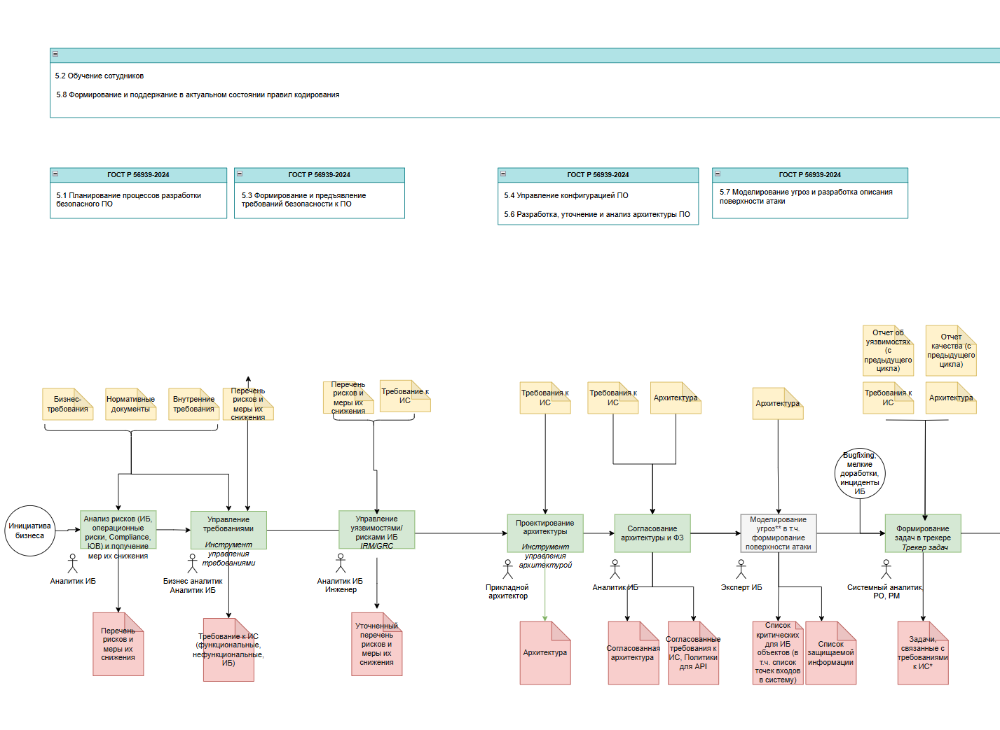 5.2 Обучение сотудников
5.8 Формирование и поддержание в актуальном состоянии правил кодирования
ГОСТ Р 56939-2024
5.1 Планирование процессов разработки
безопасного ПО
ГОСТ Р 56939-2024
5.3 Формирование и предъявление
требований безопасности к ПО
ГОСТ Р 56939-2024
5.4 Управление конфигурацией ПО
5.6 Разработка, уточнение и анализ архитектуры ПО
ГОСТ Р 56939-2024
5.7 Моделирование угроз и разработка описания
поверхности атаки
Отчет об
уязвимостях
(с
предыдущего
цикла)
Отчет
качества (с
предыдущего
цикла)
Бизнес-
требования
Нормативные
документы
Внутренние
требования
Перечень
рисков и
меры их
снижения
Перечень
рисков и
меры их
снижения
Требование к
ИС
Требования к
ИС
Требования к
ИС
Архитектура
Архитектура
Требования к
ИС
Архитектура
Bugfixing,
мелкие
доработки,
инциденты
ИБ
Инициатива
бизнеса
Анализ рисков (ИБ,
операционные
риски, Compliance,
ЮВ) и получение
мер их снижения
Управление
требованиями
Инструмент
управления
требованиями
Управление
уязвимостями/
рисками ИБ
IRM/GRC
Проектирование
архитектуры
Инструмент
управления
архитектурой
Согласование
архитектуры и ФЗ
Моделирование
угроз** в т.ч.
формирование
поверхности атаки
Формирование
задач в трекере
Трекер задач
Аналитик ИБ
Бизнес аналитик
Аналитик ИБ
Аналитик ИБ
Инженер
Прикладной
архитектор
Аналитик ИБ
Эксперт ИБ
Системный аналитик,
PO, PM
Перечень
рисков и
меры их
снижения
Требование к ИС
(функциональные,
нефункциональные,
ИБ)
Уточненный
перечень
рисков и
меры их
снижения
Архитектура
Согласованная
архитектура
Согласованные
требования к
ИС, Политики
для API
Список
критических
для ИБ
объектов (в
т.ч. список
точек входов
в систему)
Список
защищаемой
информации
Задачи,
связанные с
требованиями
к ИС*